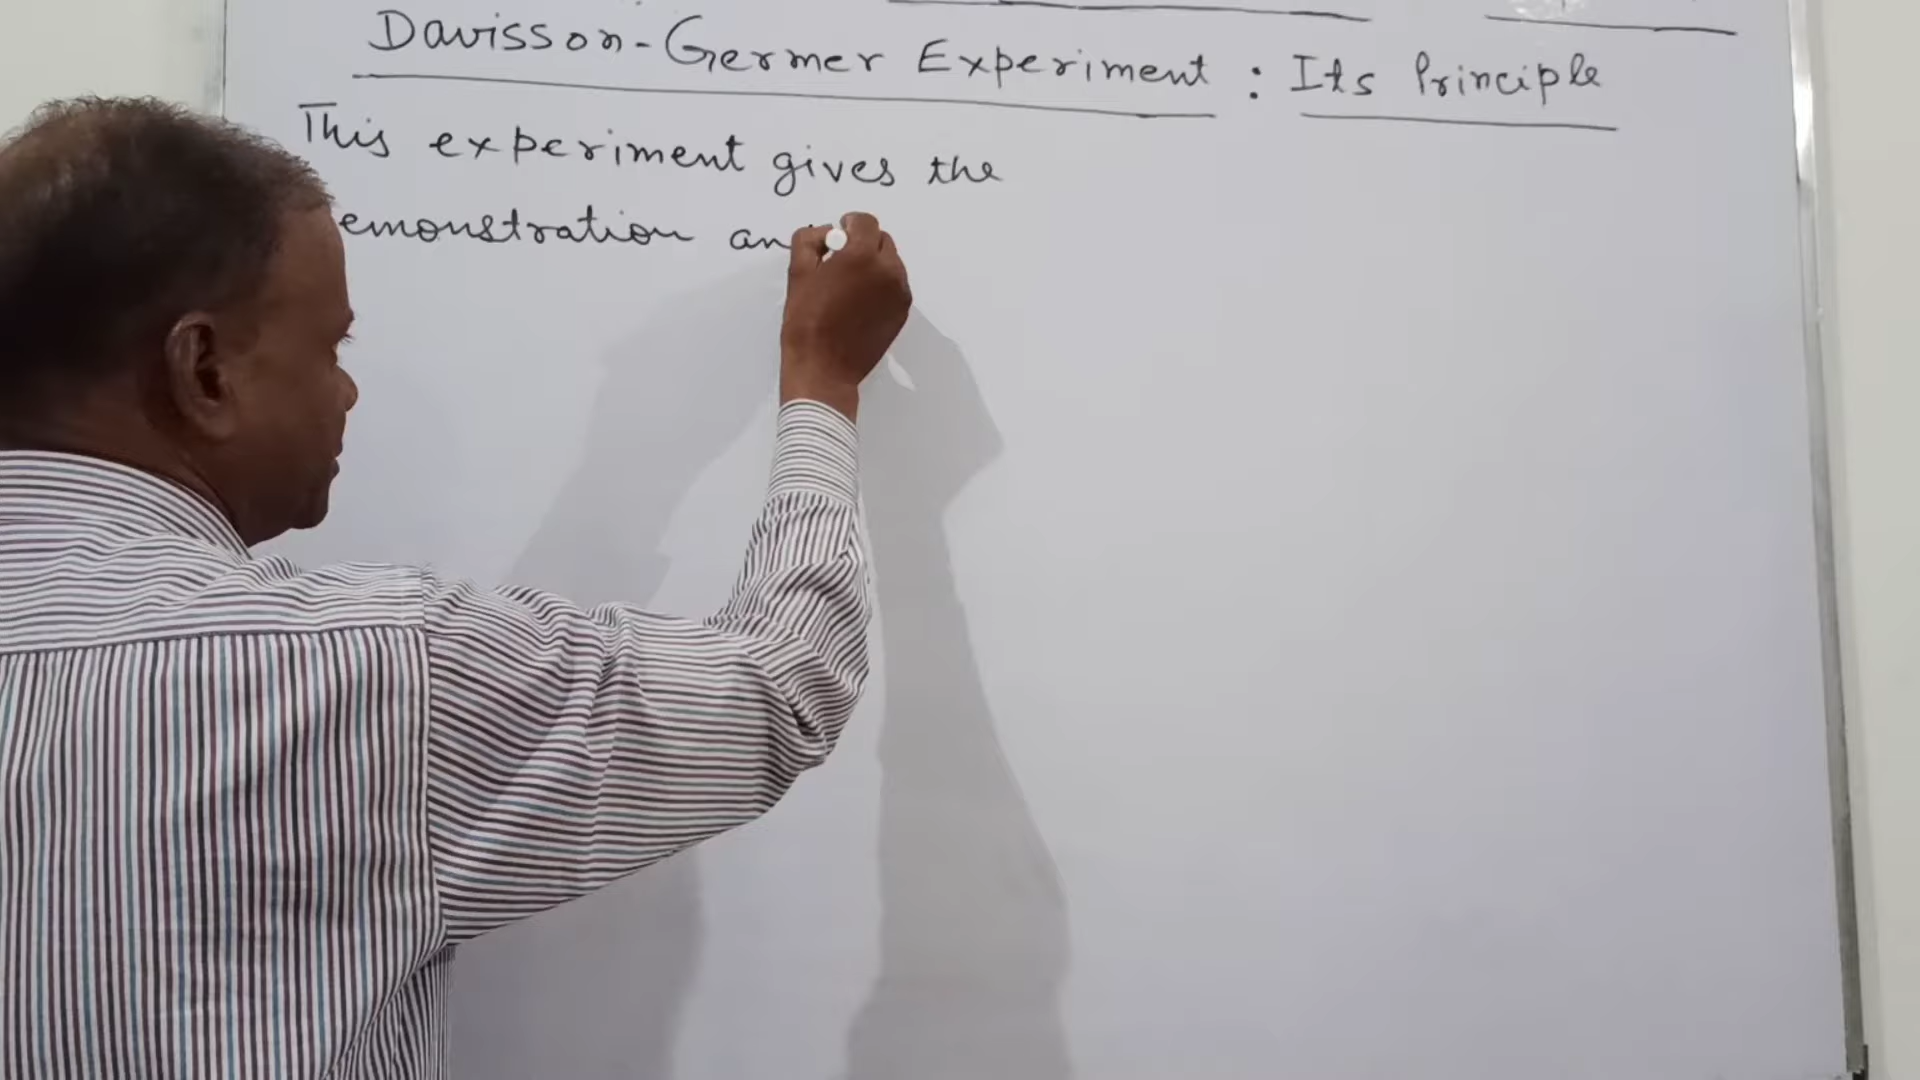 Davisson-Germer Experiment : Its Principle
This experiment gives the
emonstration an